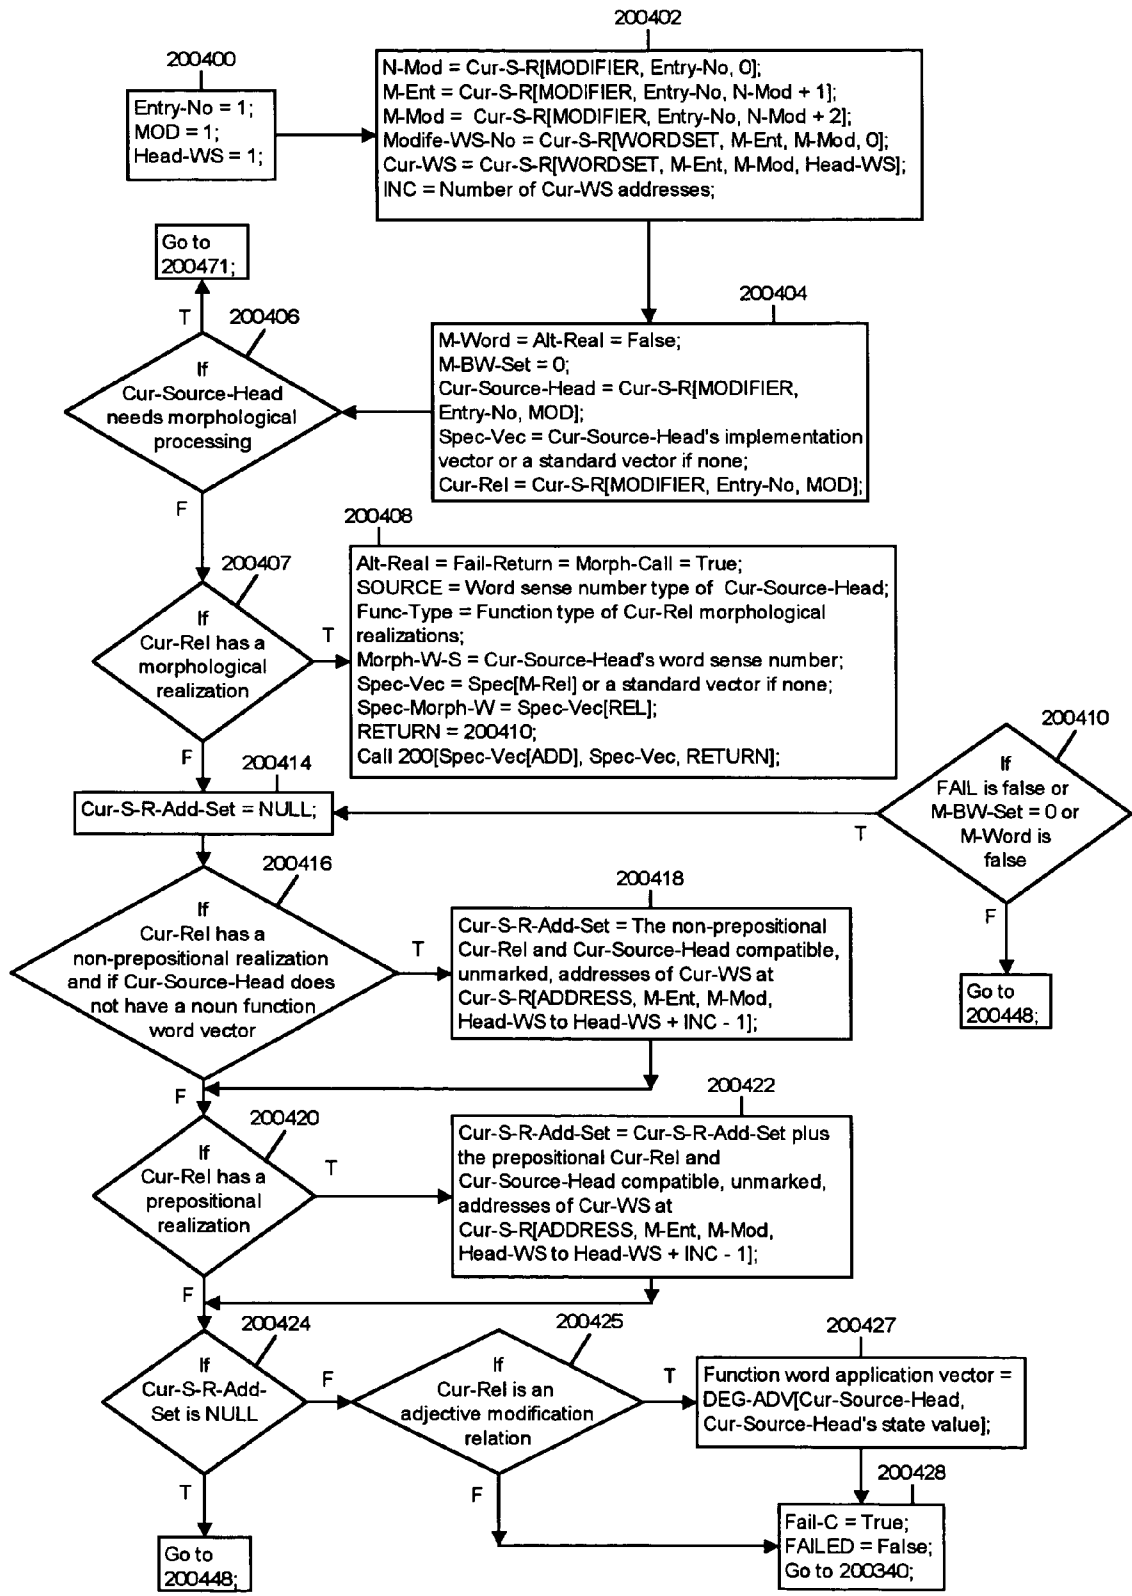 200402
200400
Entry-No = 1;
MOD = 1;
Head-WS = 1;
N-Mod = Cur-S-R[MODIFIER, Entry-No, 0];
M-Ent = Cur-S-R[MODIFIER, Entry-No, N-Mod + 1];
M-Mod = Cur-S-R[MODIFIER, Entry-No, N-Mod + 2];
Modife-WS-No = Cur-S-R[WORDSET, M-Ent, M-Mod, 0];
Cur-WS = Cur-S-R[WORDSET, M-Ent, M-Mod, Head-WS];
INC = Number of Cur-WS addresses;
Go to
200471;
T
200406
If
Cur-Source-Head
needs morphological
processing
F
200404
M-Word = Alt-Real = False;
M-BW-Set = 0;
Cur-Source-Head = Cur-S-R[MODIFIER,
Entry-No, MOD];
Spec-Vec = Cur-Source-Head's implementation
vector or a standard vector if none;
Cur-Rel = Cur-S-R[MODIFIER, Entry-No, MOD];
200407
If
Cur-Rel has a
morphological
realization
T
F
200408
Alt-Real = Fail-Return = Morph-Call = True;
SOURCE = Word sense number type of Cur-Source-Head;
Func-Type = Function type of Cur-Rel morphological
realizations;
Morph-W-S = Cur-Source-Head's word sense number;
Spec-Vec = Spec[M-Rel] or a standard vector if none;
Spec-Morph-W = Spec-Vec[REL];
RETURN = 200410;
Call 200[Spec-Vec[ADD], Spec-Vec, RETURN];
200410
If
FAIL is false or
M-BW-Set = 0 or
M-Word is
false
T
F
Go to
200448;
200414
Cur-S-R-Add-Set = NULL;
200416
If
Cur-Rel has a
non-prepositional realization
and if Cur-Source-Head does
not have a noun function
word vector
T
F
200418
Cur-S-R-Add-Set = The non-prepositional
Cur-Rel and Cur-Source-Head compatible,
unmarked, addresses of Cur-WS at
Cur-S-R[ADDRESS, M-Ent, M-Mod,
Head-WS to Head-WS + INC - 1];
200420
If
Cur-Rel has a
prepositional
realization
T
F
200422
Cur-S-R-Add-Set = Cur-S-R-Add-Set plus
the prepositional Cur-Rel and
Cur-Source-Head compatible, unmarked,
addresses of Cur-WS at
Cur-S-R[ADDRESS, M-Ent, M-Mod,
Head-WS to Head-WS + INC - 1];
200424
If
Cur-S-R-Add-
Set is NULL
F
T
Go to
200448;
200425
If
Cur-Rel is an
adjective modification
relation
T
F
200427
Function word application vector =
DEG-ADV[Cur-Source-Head,
Cur-Source-Head's state value];
200428
Fail-C = True;
FAILED = False;
Go to 200340;